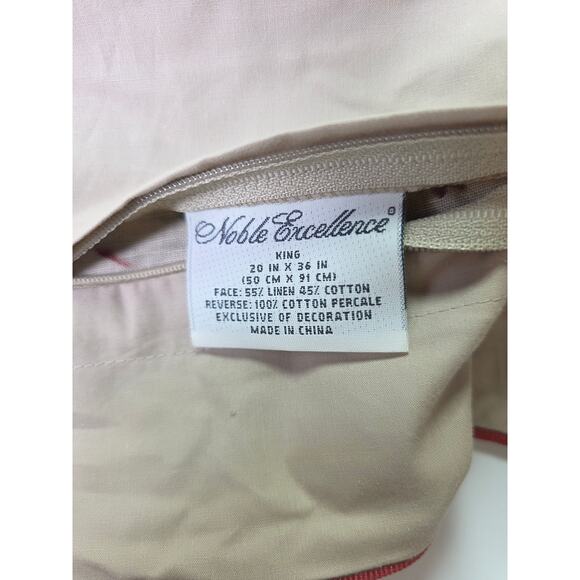 Noble Excellence®
KING
20 IN X 36 IN
(50 CM X 91 CM)
FACE: 55% LINEN 45% COTTON
REVERSE: 100% COTTON PERCALE
EXCLUSIVE OF DECORATION
MADE IN CHINA